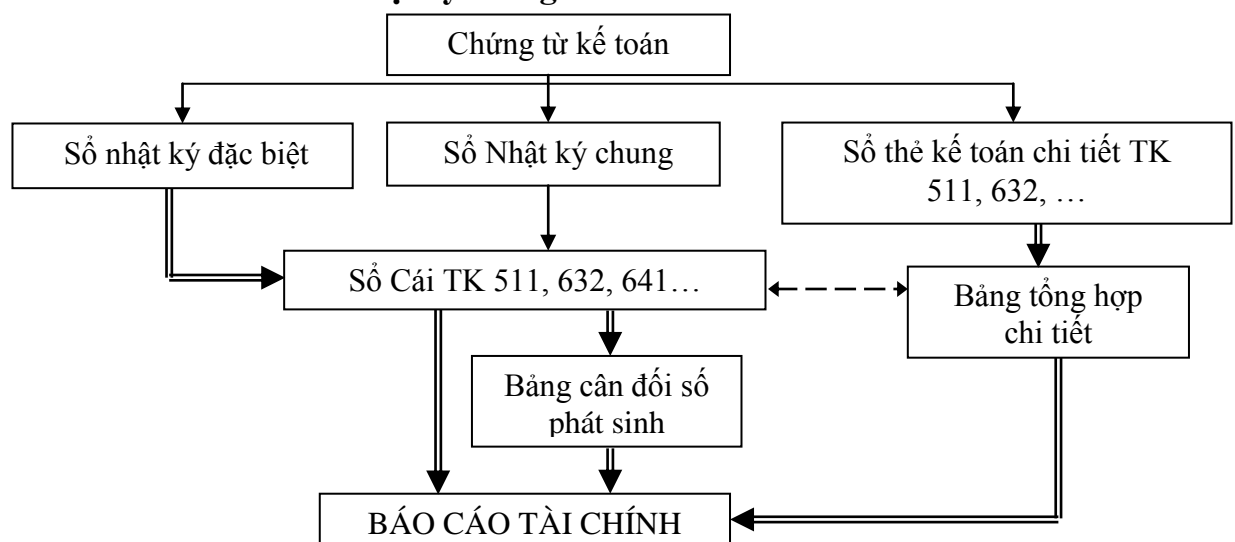 Chứng từ kế toán
Sổ nhật ký đặc biệt
Sổ Nhật ký chung
Sổ thẻ kế toán chi tiết TK
511, 632, …
Sổ Cái TK 511, 632, 641…
Bảng tổng hợp
chi tiết
Bảng cân đối số
phát sinh
BÁO CÁO TÀI CHÍNH